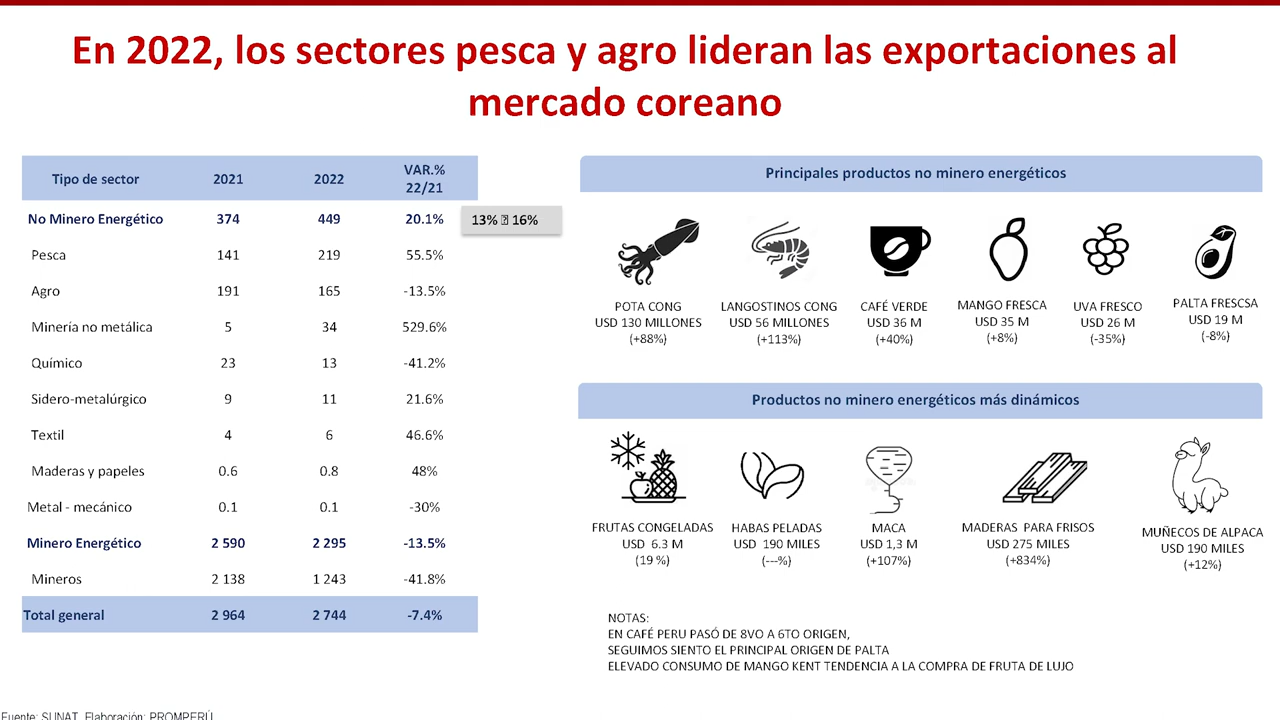 En 2022, los sectores pesca y agro lideran las exportaciones al
mercado coreano
Tipo de sector 2021 2022 VAR.% 22/21
No Minero Energético 374 449 20.1% 13% 16%
Pesca 141 219 55.5%
Agro 191 165 -13.5%
Minería no metálica 5 34 529.6%
Químico 23 13 -41.2%
Sidero-metalúrgico 9 11 21.6%
Textil 4 6 46.6%
Maderas y papeles 0.6 0.8 48%
Metal - mecánico 0.1 0.1 -30%
Minero Energético 2 590 2 295 -13.5%
Mineros 2 138 1 243 -41.8%
Total general 2 964 2 744 -7.4%
Principales productos no minero energéticos
POTA CONG
USD 130 MILLONES
(+88%)
LANGOSTINOS CONG
USD 56 MILLONES
(+113%)
CAFÉ VERDE
USD 36 M
(+40%)
MANGO FRESCA
USD 35 M
(+8%)
UVA FRESCO
USD 26 M
(-35%)
PALTA FRESCSA
USD 19 M
(-8%)
Productos no minero energéticos más dinámicos
FRUTAS CONGELADAS
USD 6.3 M
(19 %)
HABAS PELADAS
USD 190 MILES
(---%)
MACA
USD 1,3 M
(+107%)
MADERAS PARA FRISOS
USD 275 MILES
(+834%)
MUÑECOS DE ALPACA
USD 190 MILES
(+12%)
NOTAS:
EN CAFÉ PERU PASÓ DE 8VO A 6TO ORIGEN,
SEGUIMOS SIENTO EL PRINCIPAL ORIGEN DE PALTA
ELEVADO CONSUMO DE MANGO KENT TENDENCIA A LA COMPRA DE FRUTA DE LUJO
Fuente: SUNAT. Elaboración: PROMPERÚ